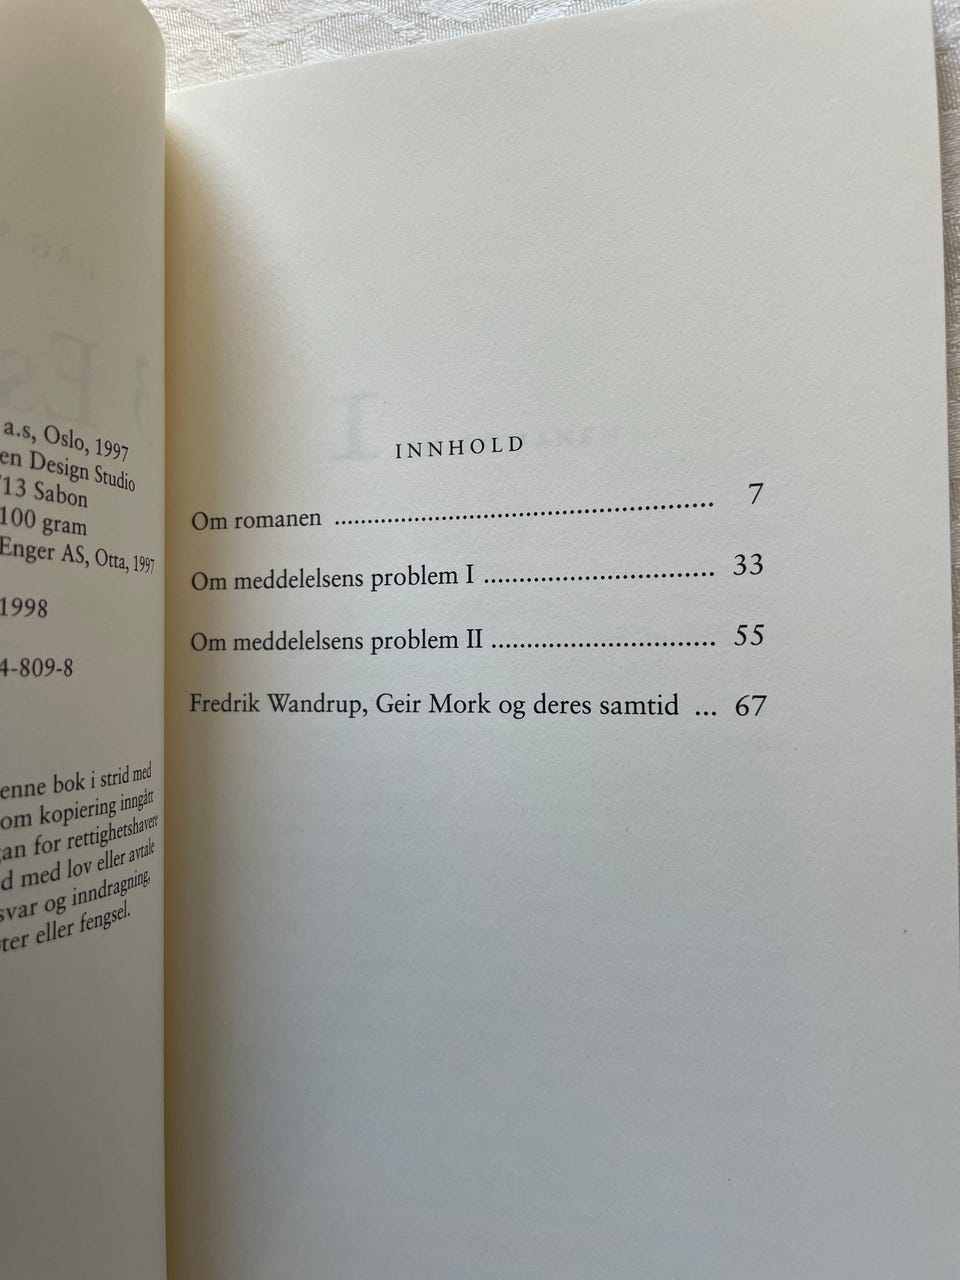 a.s, Oslo, 1997
en Design Studio
/13 Sabon
100 gram
Enger AS, Otta, 1997
1998
4-809-8
enne bok i strid med
om kopiering inngått
gan for rettighetshavere
d med lov eller avtale
svar og inndragning,
ter eller fengsel.
INNHOLD
Om romanen ........................................................ 7
Om meddelelsens problem I .................................. 33
Om meddelelsens problem II ................................. 55
Fredrik Wandrup, Geir Mork og deres samtid ... 67